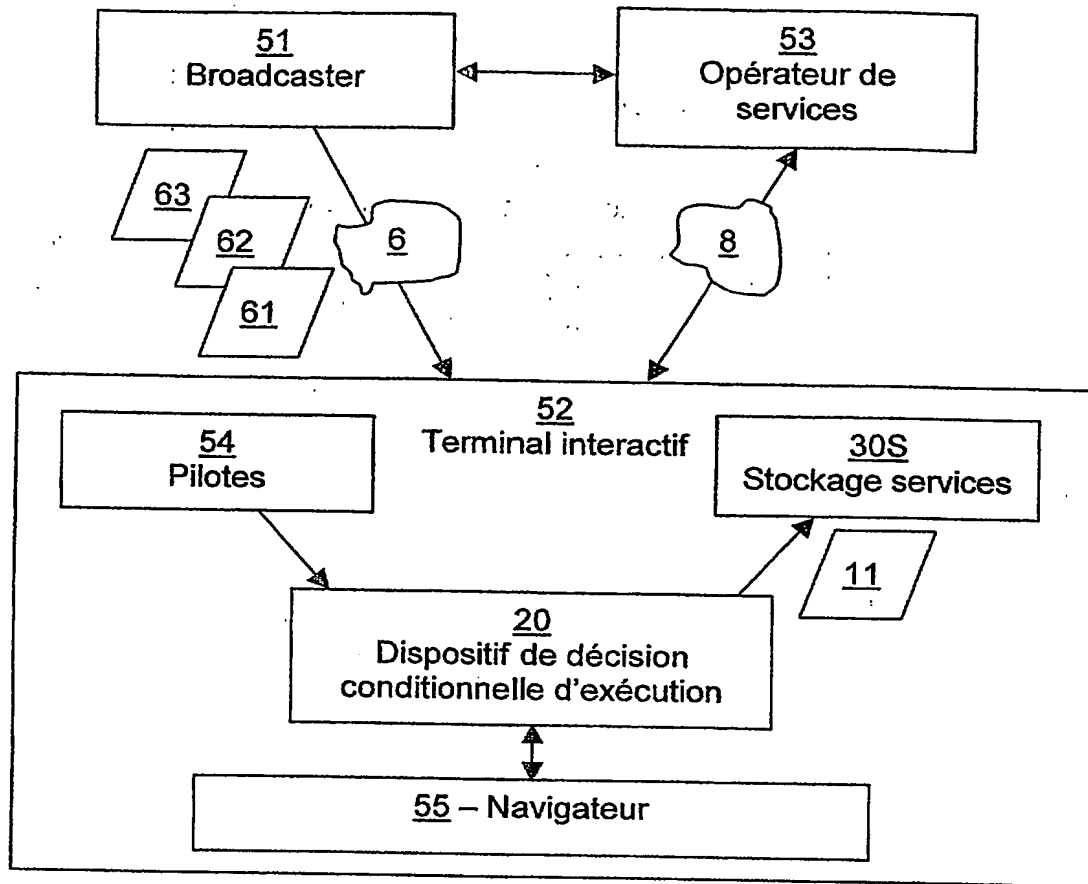 51
Broadcaster
53
Opérateur de
services
63
62
61
6
8
52
Terminal interactif
54
Pilotes
30S
Stockage services
11
20
Dispositif de décision
conditionnelle d'exécution
55 – Navigateur